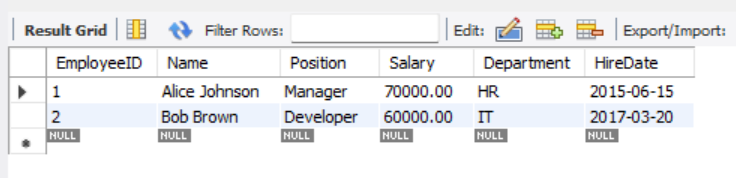 Result Grid Filter Rows: Edit: Export/Import:
EmployeeID Name Position Salary Department HireDate
1 Alice Johnson Manager 70000.00 HR 2015-06-15
2 Bob Brown Developer 60000.00 IT 2017-03-20
NULL NULL NULL NULL NULL NULL